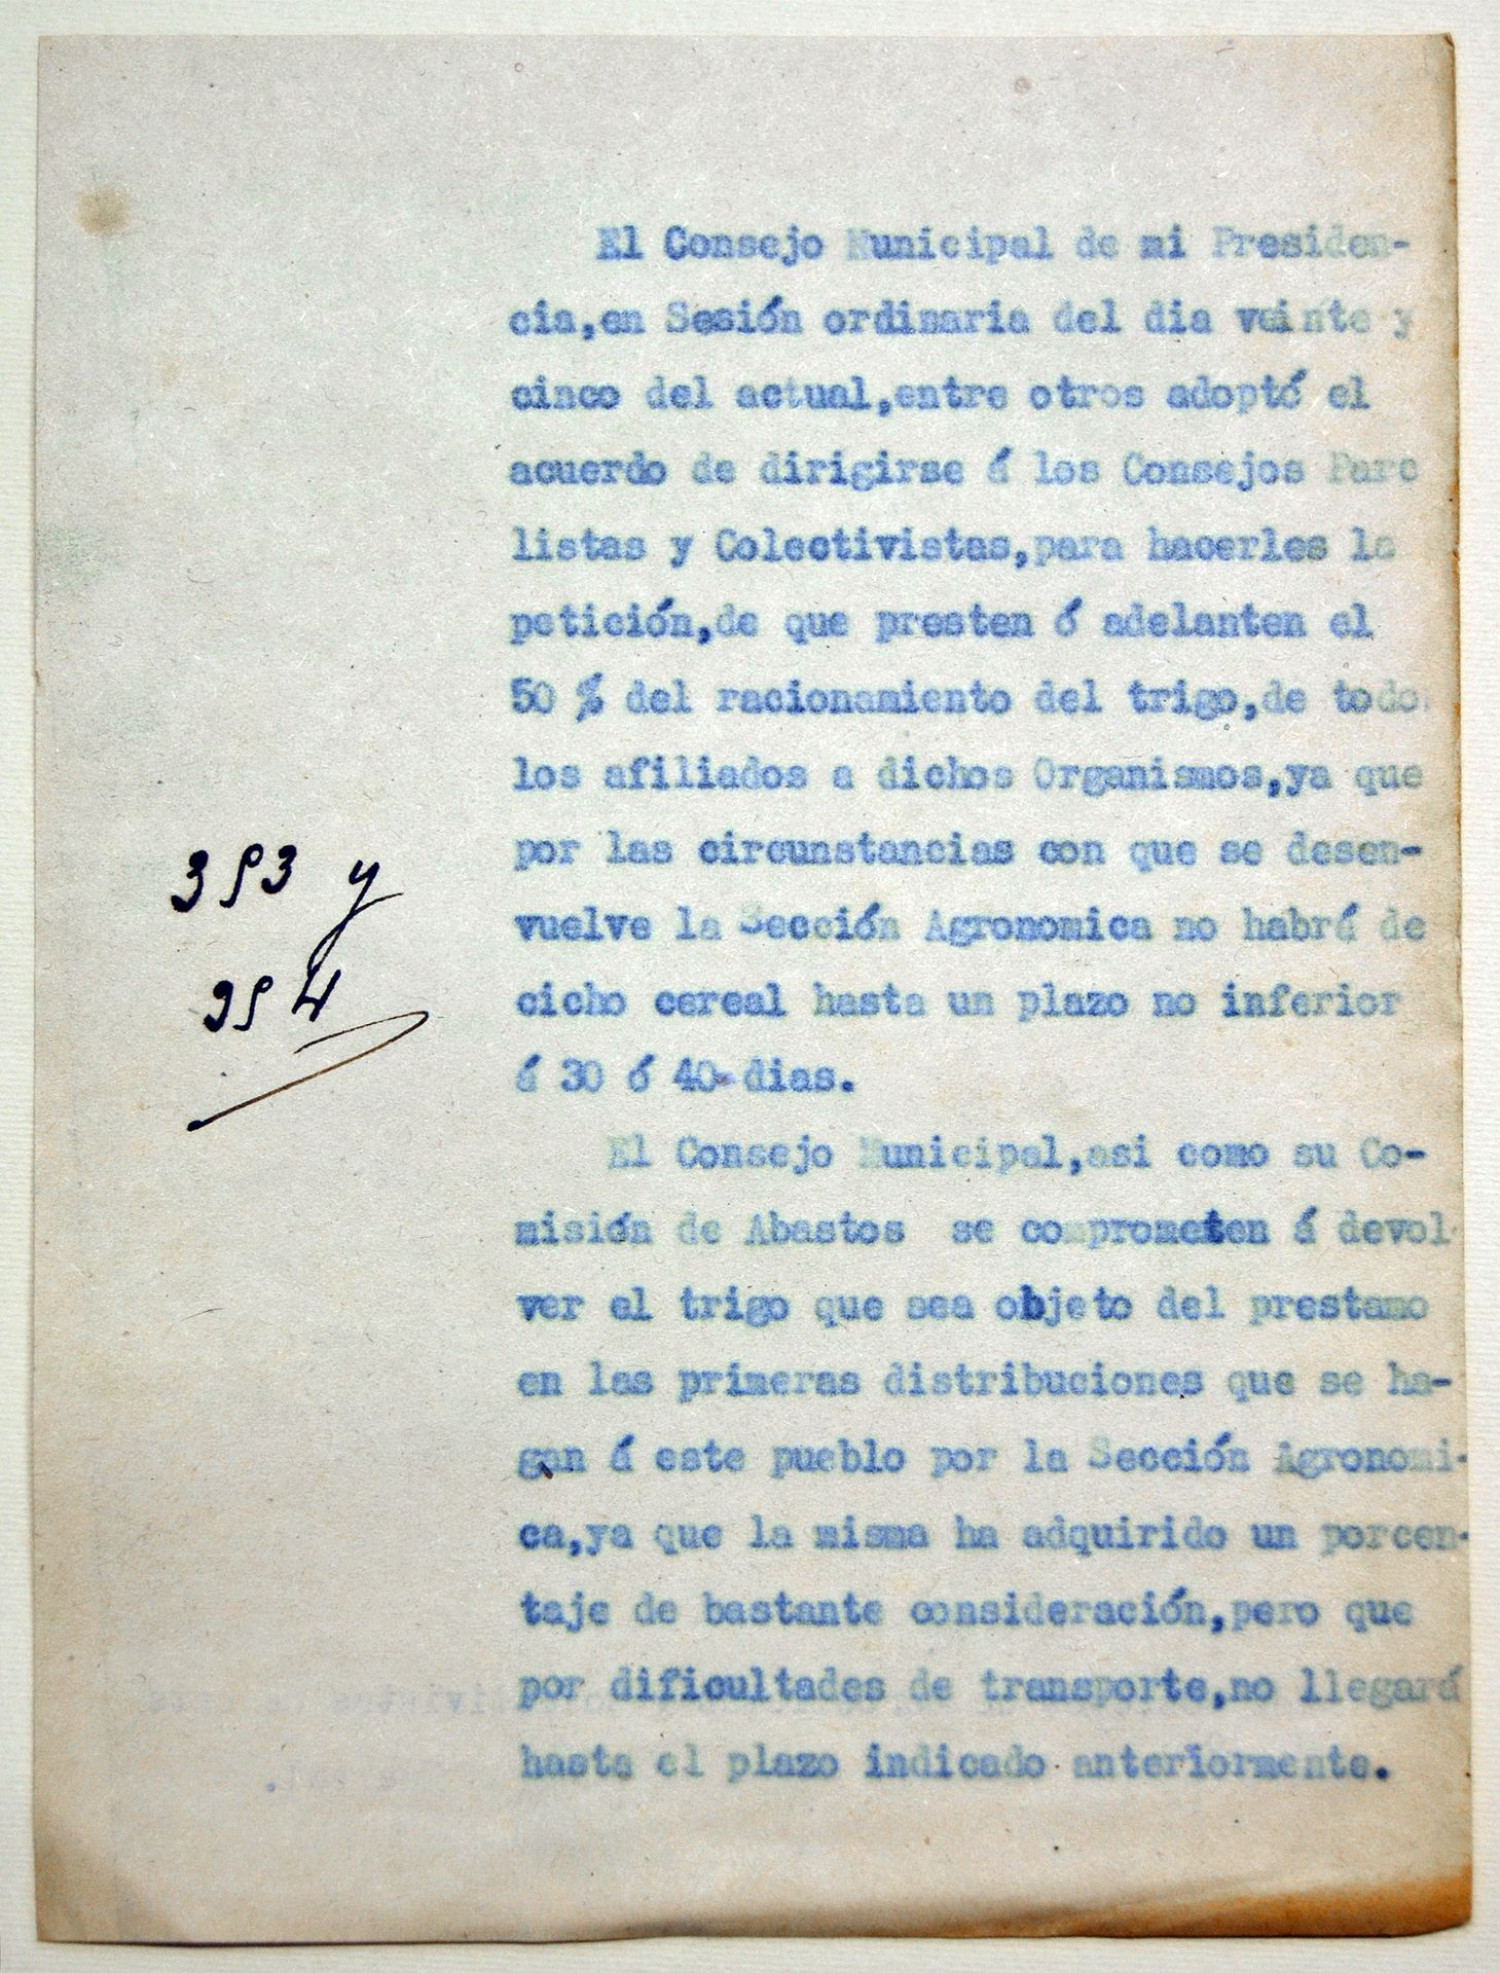 El Consejo Municipal de mi Presiden-
cia,en Sesión ordinaria del dia veinte y
cinco del actual,entre otros adoptó el
acuerdo de dirigirse á los Consejos Parc
listas y Colectivistas,para hacerles la
petición,de que presten ó adelanten el
50 % del racionamiento del trigo,de todo
los afiliados a dichos Organismos,ya que
por las circunstancias con que se desen-
vuelve la Sección Agronomica no habrá de
353 y
354
cicho cereal hasta un plazo no inferior
á 30 ó 40 dias.
El Consejo Municipal,asi como su Co-
misión de Abastos se comprometen á devol-
ver el trigo que sea objeto del prestamo
en las primeras distribuciones que se ha-
gan á este pueblo por la Sección Agronomi-
ca,ya que la misma ha adquirido un porcen-
taje de bastante consideración,pero que
por dificultades de transporte,no llegará
hasta el plazo indicado anteriormente.